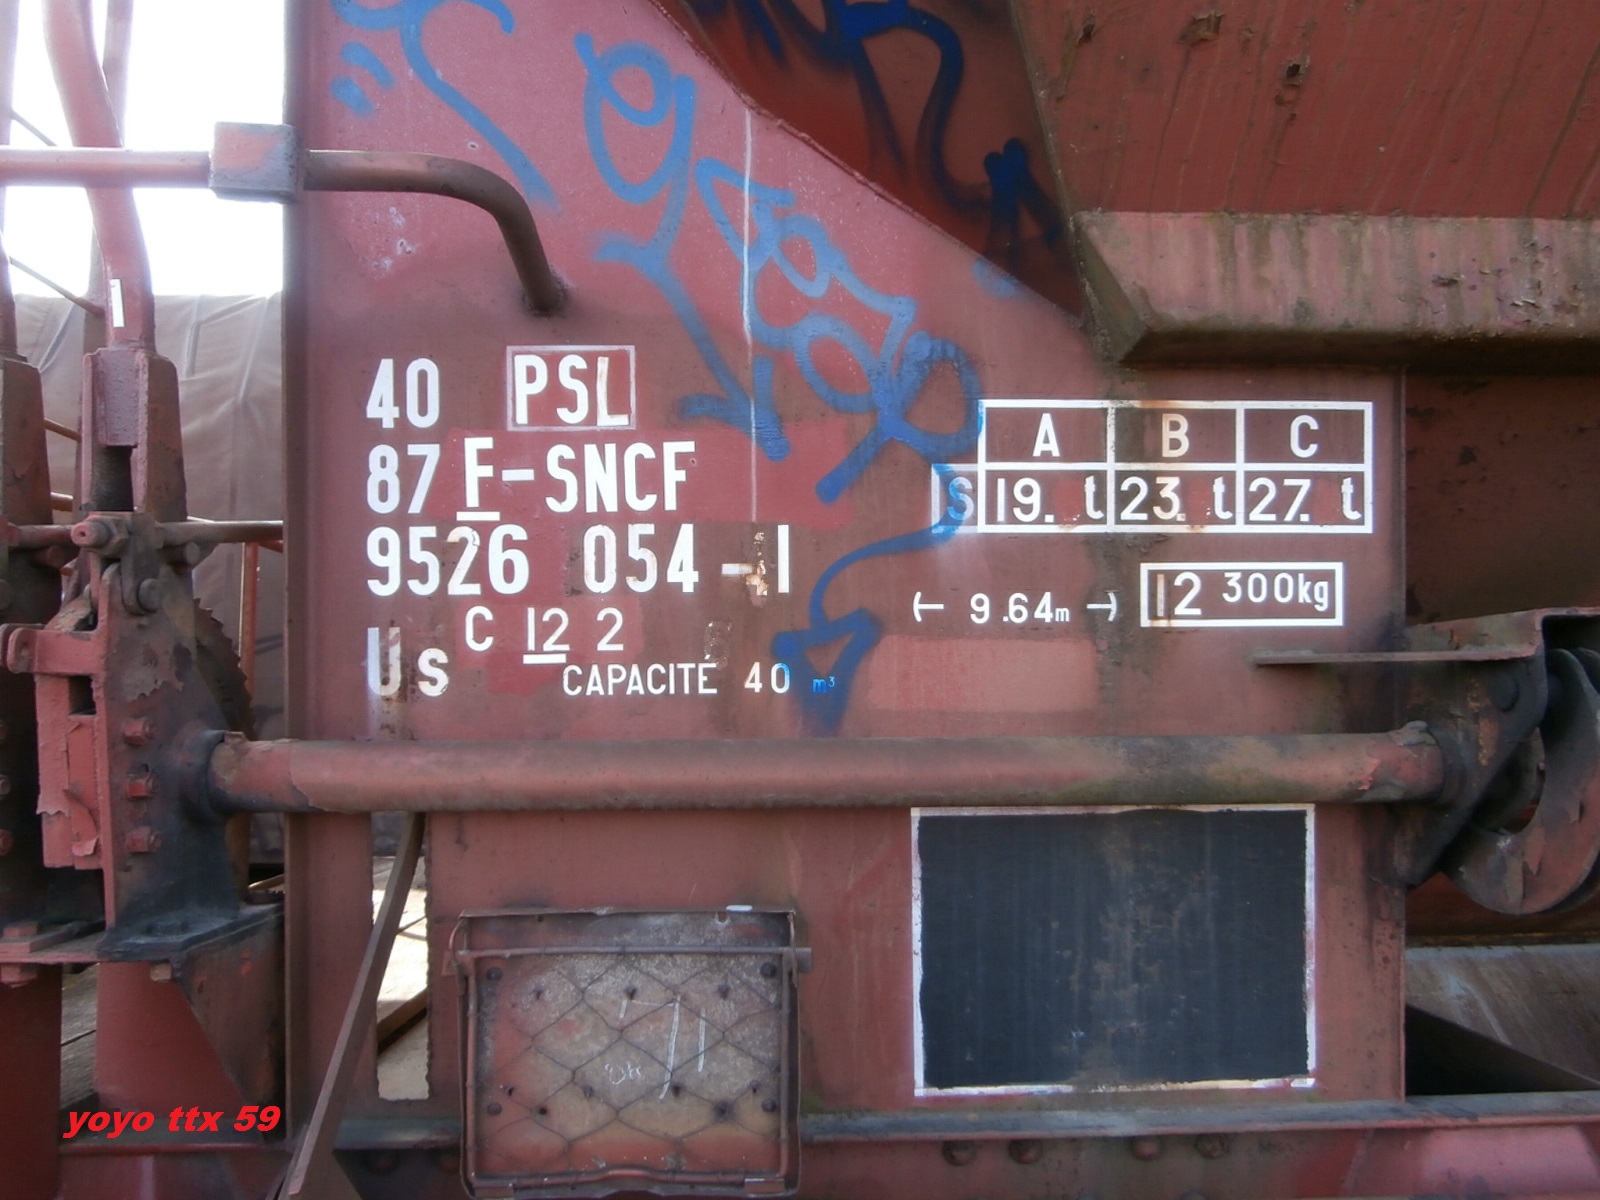 40 PSL
87 F-SNCF
9526 054-1
Us C 12 2
CAPACITÉ 40 m³
A B C
S 19. t 23. t 27. t
9.64m
12 300kg
yoyo ttx 59